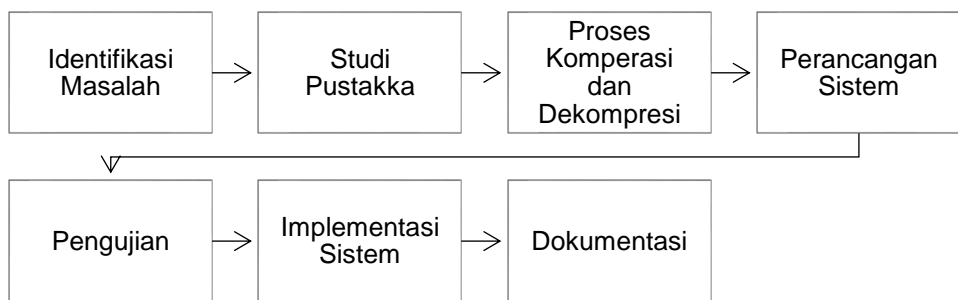 Identifikasi
Masalah
Studi
Pustakka
Proses
Komperasi
dan
Dekompresi
Perancangan
Sistem
Pengujian
Implementasi
Sistem
Dokumentasi